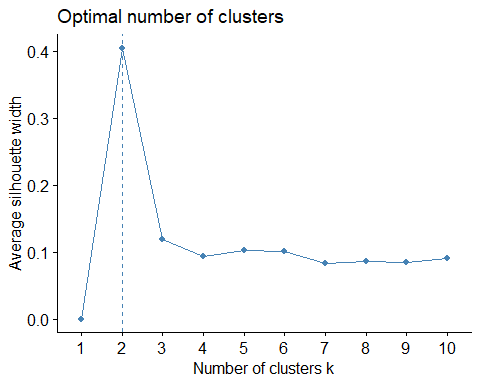 Optimal number of clusters
Average silhouette width
0.4
0.3
0.2
0.1
0.0
1 2 3 4 5 6 7 8 9 10
Number of clusters k